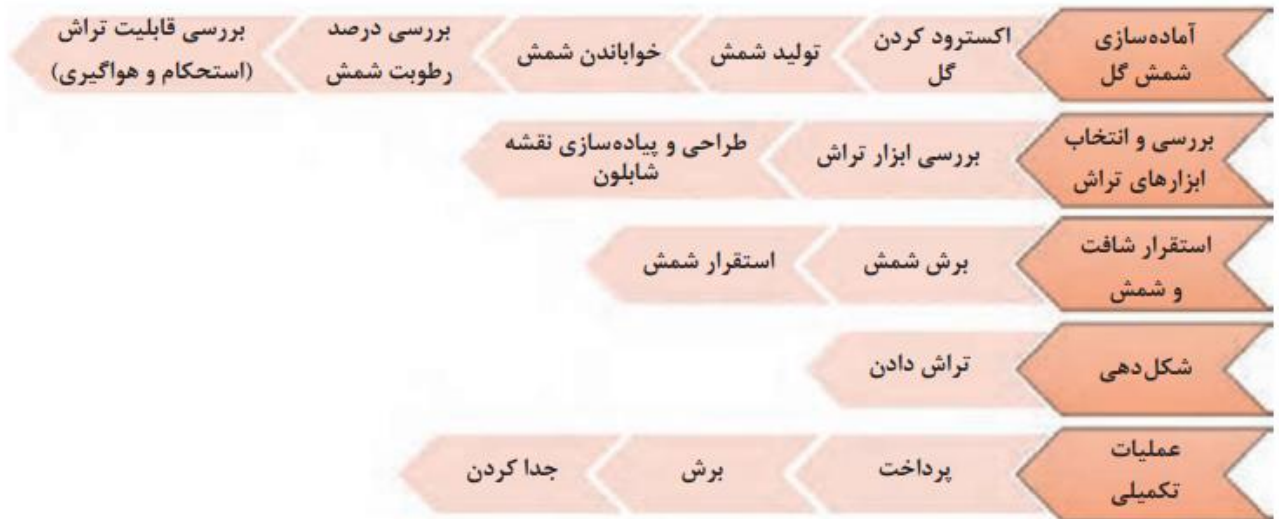 آماده‌سازی
شمش گل
اکسترود کردن
گل
تولید شمش
خواباندن شمش
بررسی درصد
رطوبت شمش
بررسی قابلیت تراش
(استحکام و هواگیری)
بررسی و انتخاب
ابزارهای تراش
بررسی ابزار تراش
طراحی و پیاده‌سازی نقشه
شابلون
استقرار شافت
و شمش
برش شمش
استقرار شمش
شکل‌دهی
تراش دادن
عملیات
تکمیلی
پرداخت
برش
جدا کردن